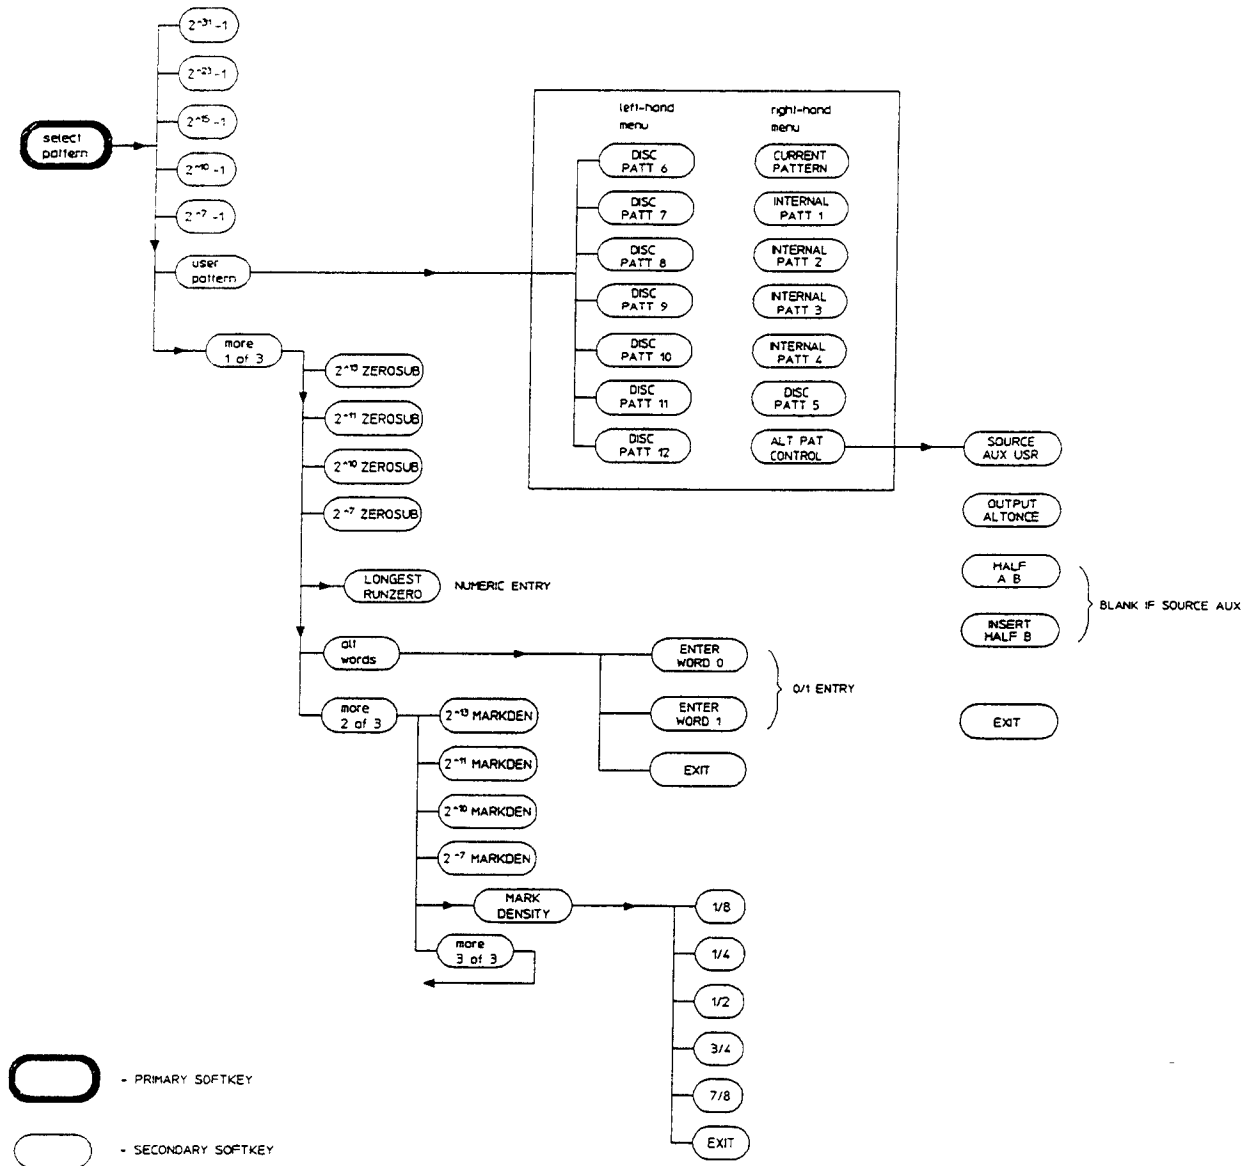 2^31-1
2^23-1
2^15-1
2^10-1
2^7-1
select
pattern
user
pattern
more
1 of 3
left-hand
menu
right-hand
menu
DISC
PATT 6
DISC
PATT 7
DISC
PATT 8
DISC
PATT 9
DISC
PATT 10
DISC
PATT 11
DISC
PATT 12
CURRENT
PATTERN
INTERNAL
PATT 1
INTERNAL
PATT 2
INTERNAL
PATT 3
INTERNAL
PATT 4
DISC
PATT 5
ALT PAT
CONTROL
SOURCE
AUX USR
OUTPUT
ALTONCE
HALF
A B
INSERT
HALF B
BLANK IF SOURCE AUX
EXIT
2^13 ZEROSUB
2^11 ZEROSUB
2^10 ZEROSUB
2^7 ZEROSUB
LONGEST
RUNZERO
NUMERIC ENTRY
alt
words
ENTER
WORD 0
ENTER
WORD 1
0/1 ENTRY
EXIT
more
2 of 3
2^13 MARKDEN
2^11 MARKDEN
2^10 MARKDEN
2^7 MARKDEN
MARK
DENSITY
more
3 of 3
1/8
1/4
1/2
3/4
7/8
EXIT
- PRIMARY SOFTKEY
- SECONDARY SOFTKEY